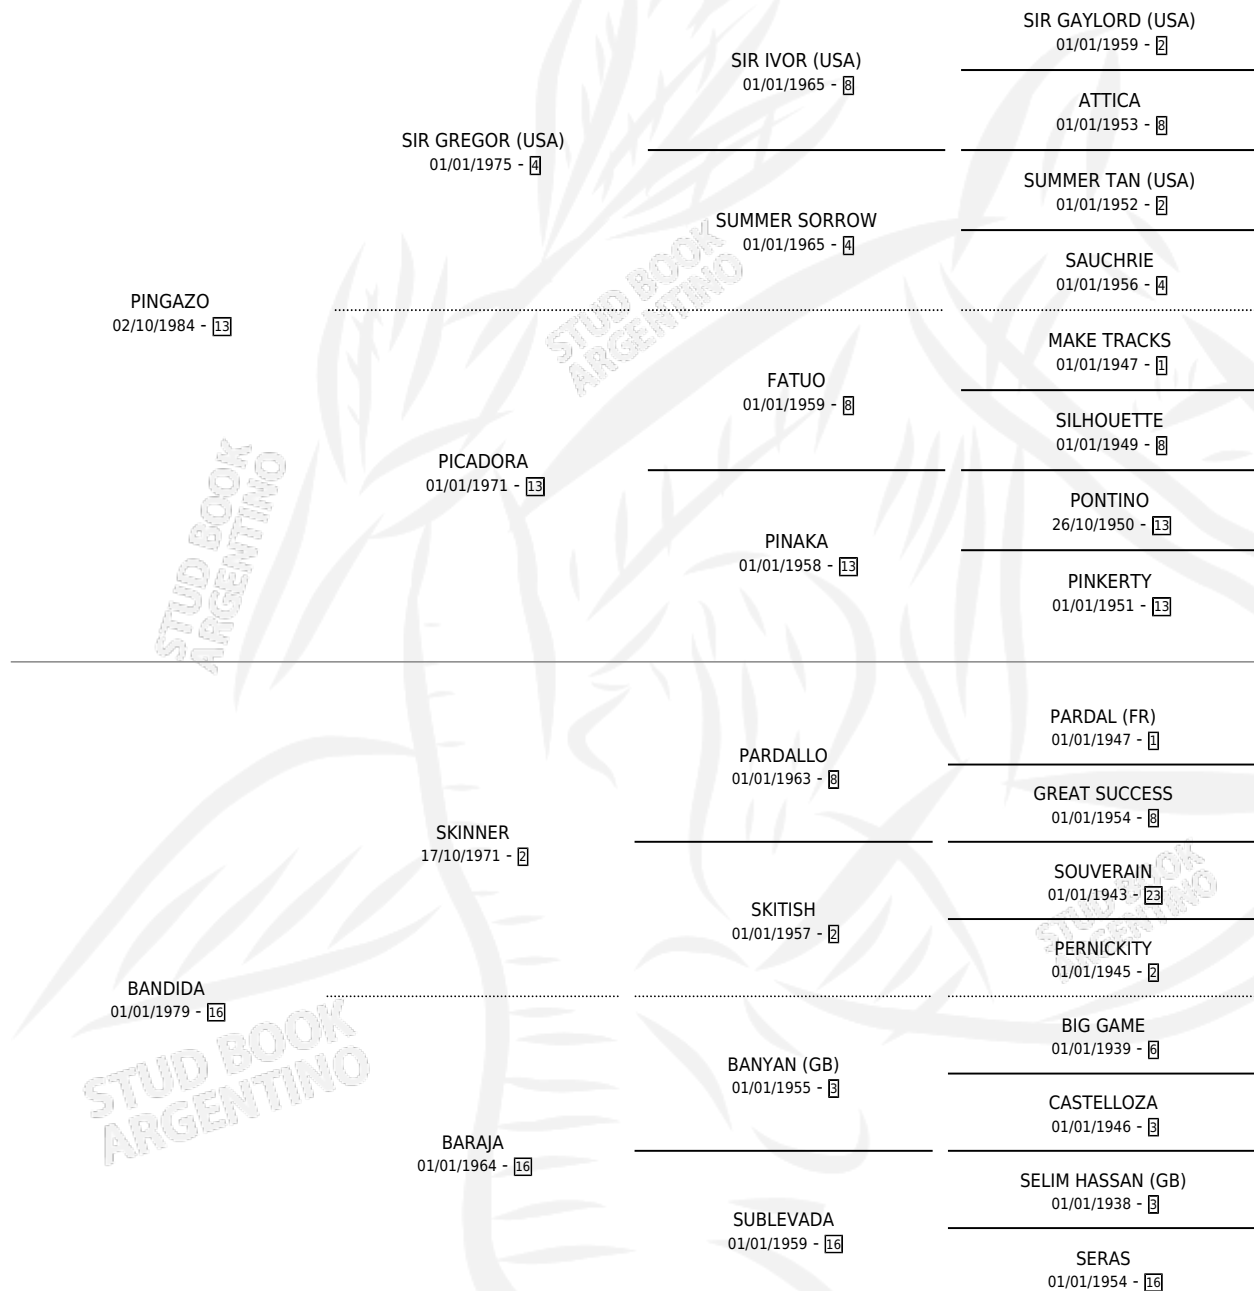 SIR GAYLORD (USA)
01/01/1959 - 2
SIR IVOR (USA)
01/01/1965 - 8
ATTICA
01/01/1953 - 8
SIR GREGOR (USA)
01/01/1975 - 4
SUMMER TAN (USA)
01/01/1952 - 2
SUMMER SORROW
01/01/1965 - 4
SAUCHRIE
01/01/1956 - 4
PINGAZO
02/10/1984 - 13
MAKE TRACKS
01/01/1947 - 1
FATUO
01/01/1959 - 8
SILHOUETTE
01/01/1949 - 8
PICADORA
01/01/1971 - 13
PONTINO
26/10/1950 - 13
PINAKA
01/01/1958 - 13
PINKERTY
01/01/1951 - 13
PARDAL (FR)
01/01/1947 - 1
PARDALLO
01/01/1963 - 8
GREAT SUCCESS
01/01/1954 - 8
SKINNER
17/10/1971 - 2
SOUVERAIN
01/01/1943 - 23
SKITISH
01/01/1957 - 2
PERNICKITY
01/01/1945 - 2
BANDIDA
01/01/1979 - 16
BIG GAME
01/01/1939 - 6
BANYAN (GB)
01/01/1955 - 3
CASTELLOZA
01/01/1946 - 3
BARAJA
01/01/1964 - 16
SELIM HASSAN (GB)
01/01/1938 - 3
SUBLEVADA
01/01/1959 - 16
SERAS
01/01/1954 - 16
STUD BOOK
ARGENTINO
STUD BOOK
ARGENTINO
STUD BOOK
ARGENTINO
STUD BOOK
ARGENTINO